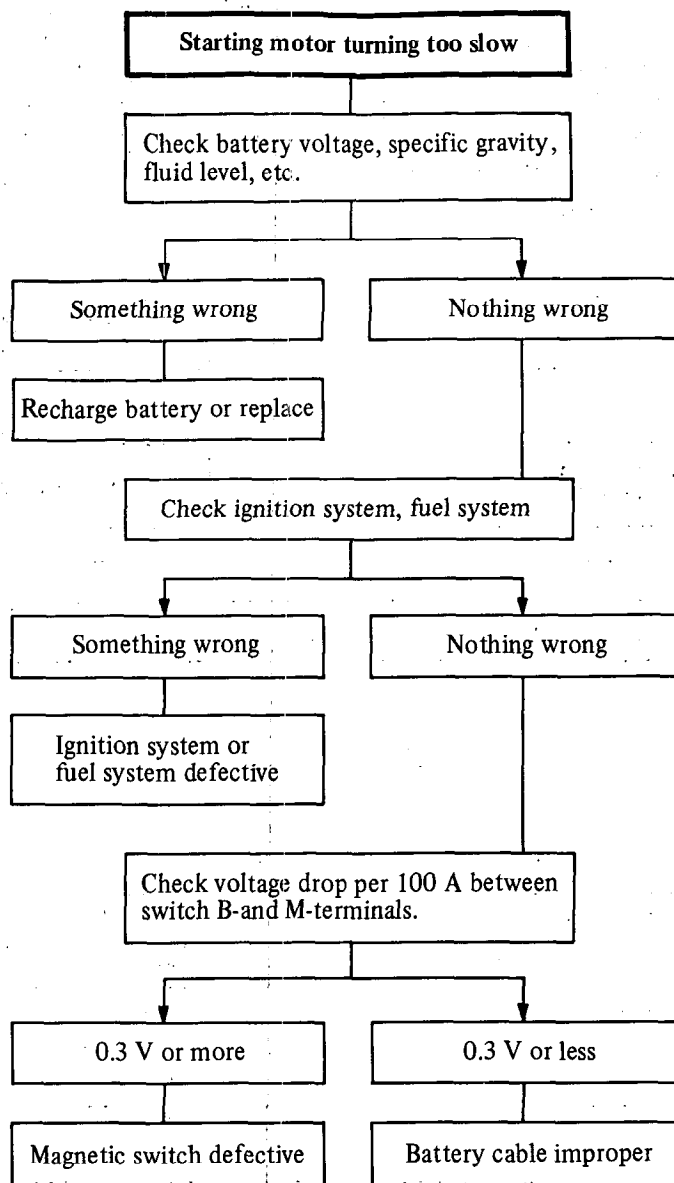 Starting motor turning too slow
Check battery voltage, specific gravity,
fluid level, etc.
Something wrong
Nothing wrong
Recharge battery or replace
Check ignition system, fuel system
Something wrong
Nothing wrong
Ignition system or
fuel system defective
Check voltage drop per 100 A between
switch B-and M-terminals.
0.3 V or more
0.3 V or less
Magnetic switch defective
Battery cable improper